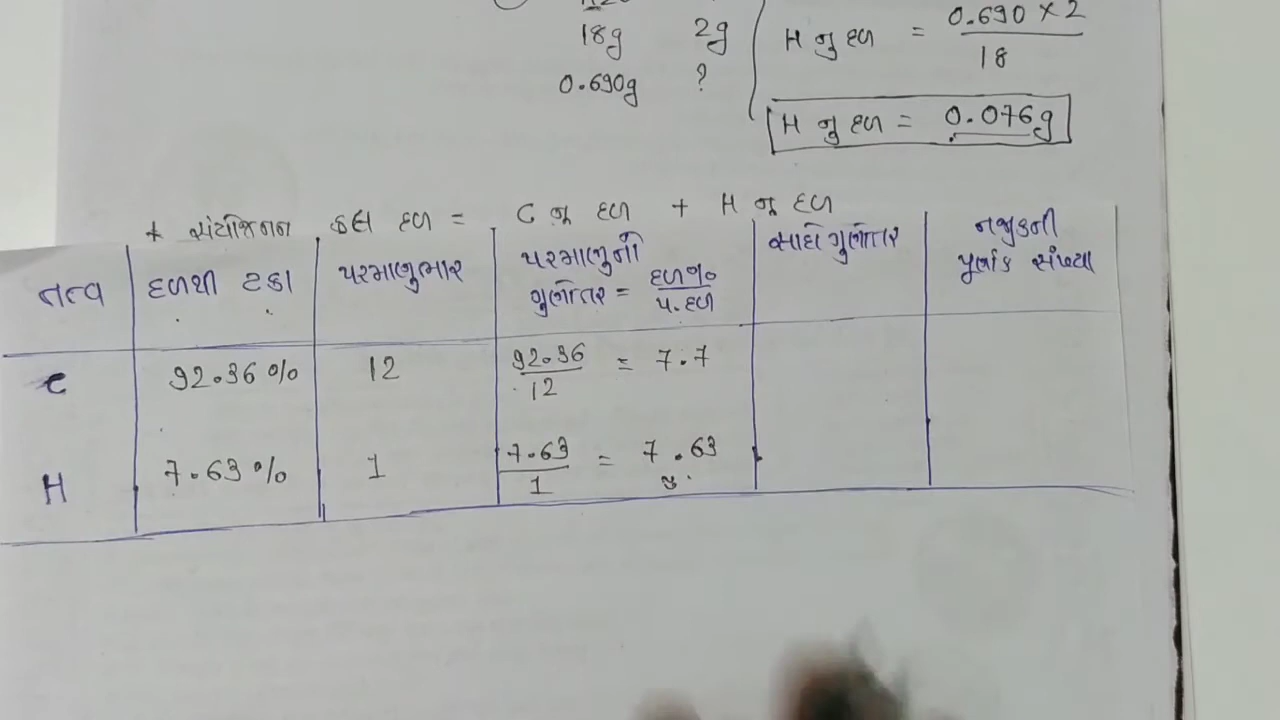 18g 2g
0.690g ?
H નુ દળ = 0.690 × 2 / 18
H નુ દળ = 0.076g
* સંયોજનનું કુલ દળ = C નૂ દળ + H નૂ દળ
તત્વ દળથી ટકા પરમાણુભાર પરમાણુનો ગુણોત્તર = દળ% / પ. દળ સાદો ગુણોત્તર નજીકની પૂર્ણાંક સંખ્યા
C 92.36% 12 92.36 / 12 = 7.7
H 7.63% 1 7.63 / 1 = 7.63